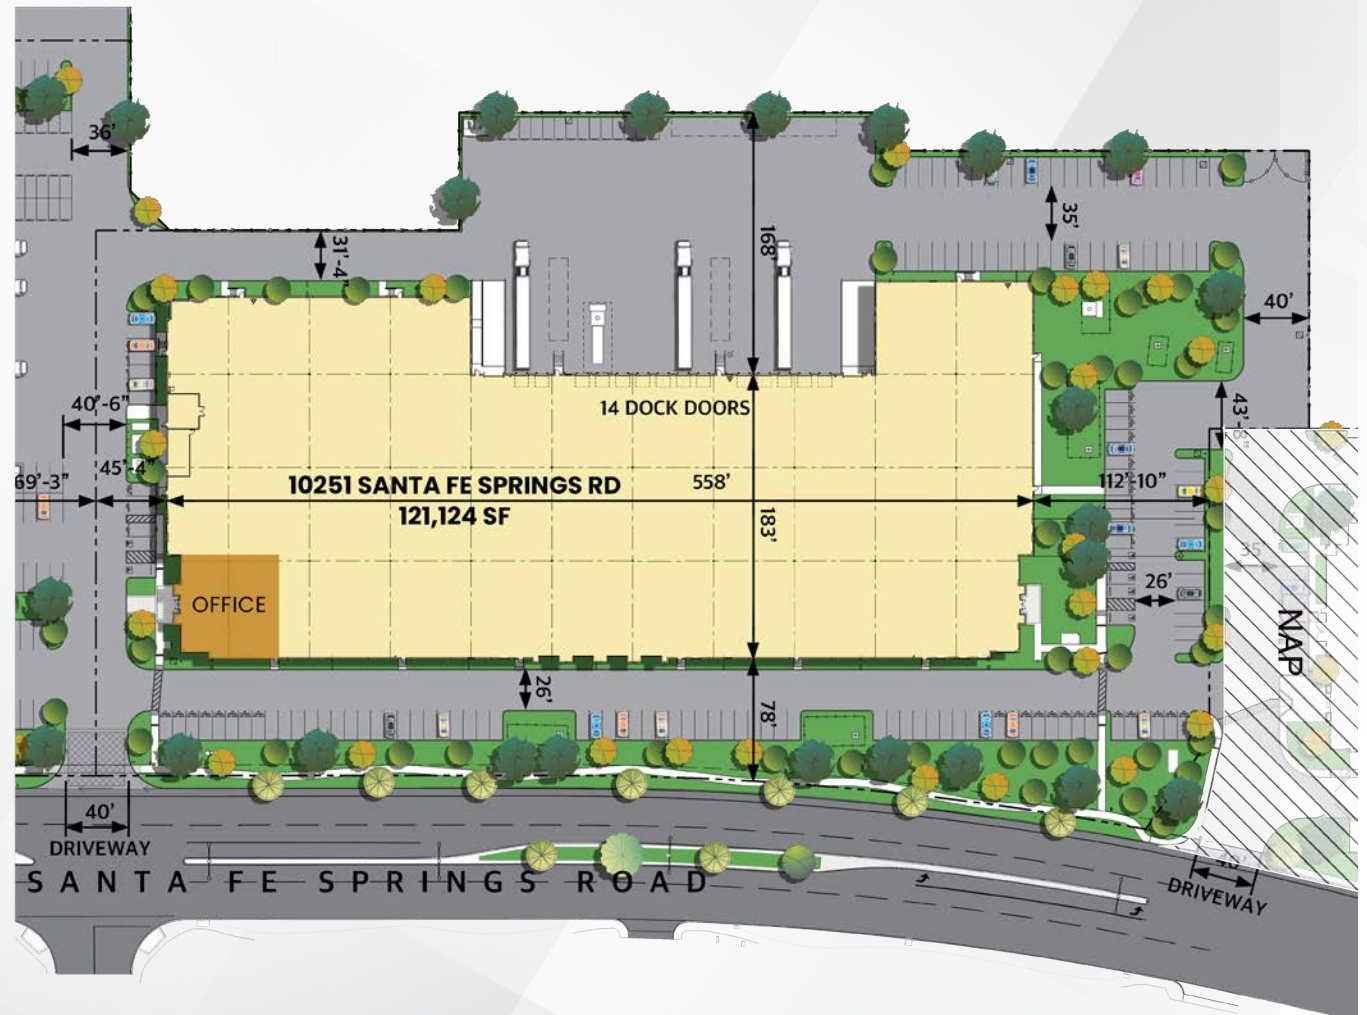 36'
31'-4"
168'
35'
40'
40'-6"
14 DOCK DOORS
43'
69'-3"
45'-4"
10251 SANTA FE SPRINGS RD
121,124 SF
558'
183'
112'-10"
35'
26'
OFFICE
NAP
26'
78'
40'
DRIVEWAY
SANTA FE SPRINGS ROAD
DRIVEWAY